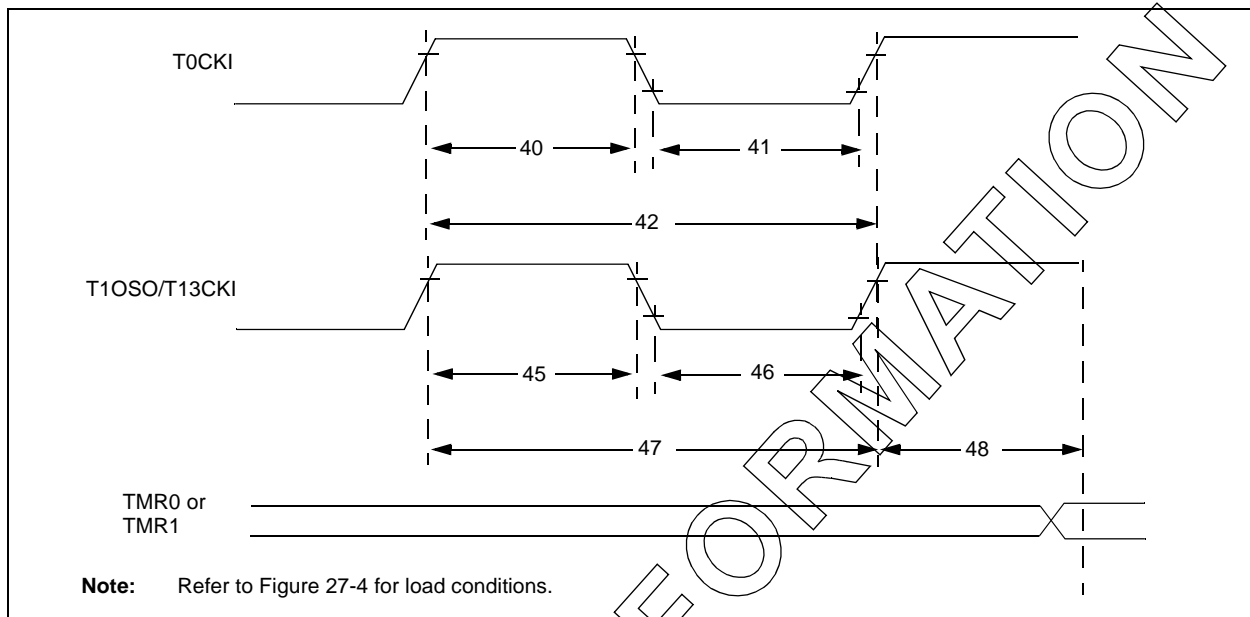 T0CKI
40
41
42
T1OSO/T13CKI
45
46
47
48
TMR0 or
TMR1
Note: Refer to Figure 27-4 for load conditions.
FORMATION